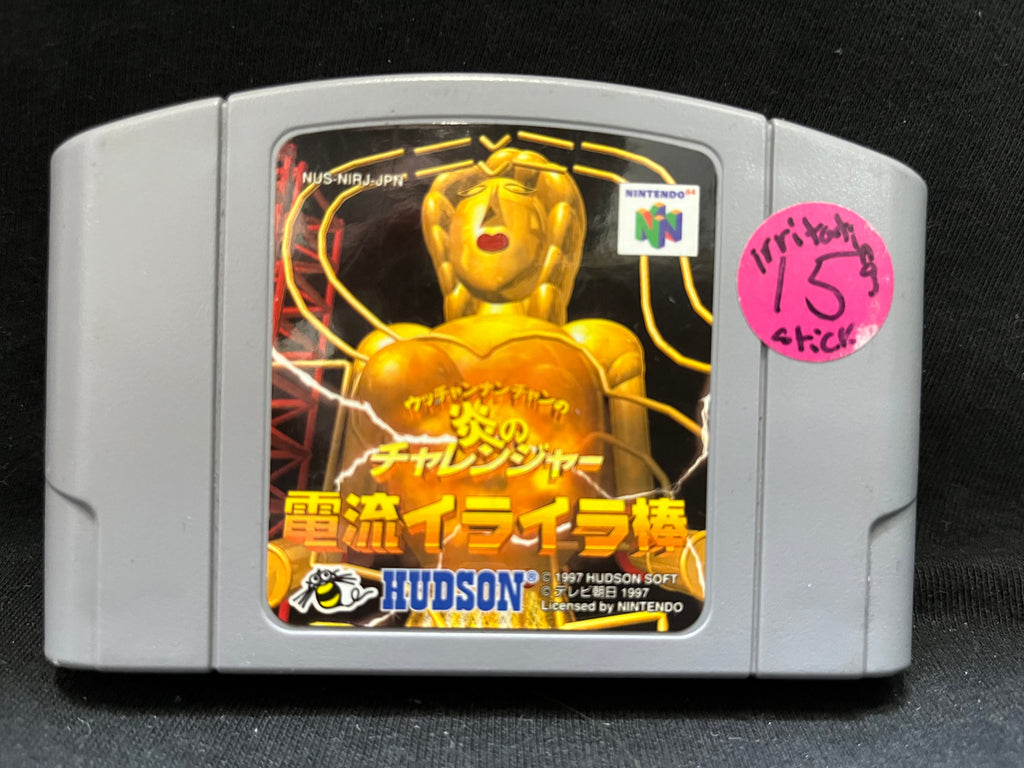 NUS-NIRJ-JPN
NINTENDO 64
ウッチャンナンチャンの
炎の
チャレンジャー
電流イライラ棒
HUDSON®
© 1997 HUDSON SOFT
© テレビ朝日 1997
Licensed by NINTENDO
Irritating
15
stick